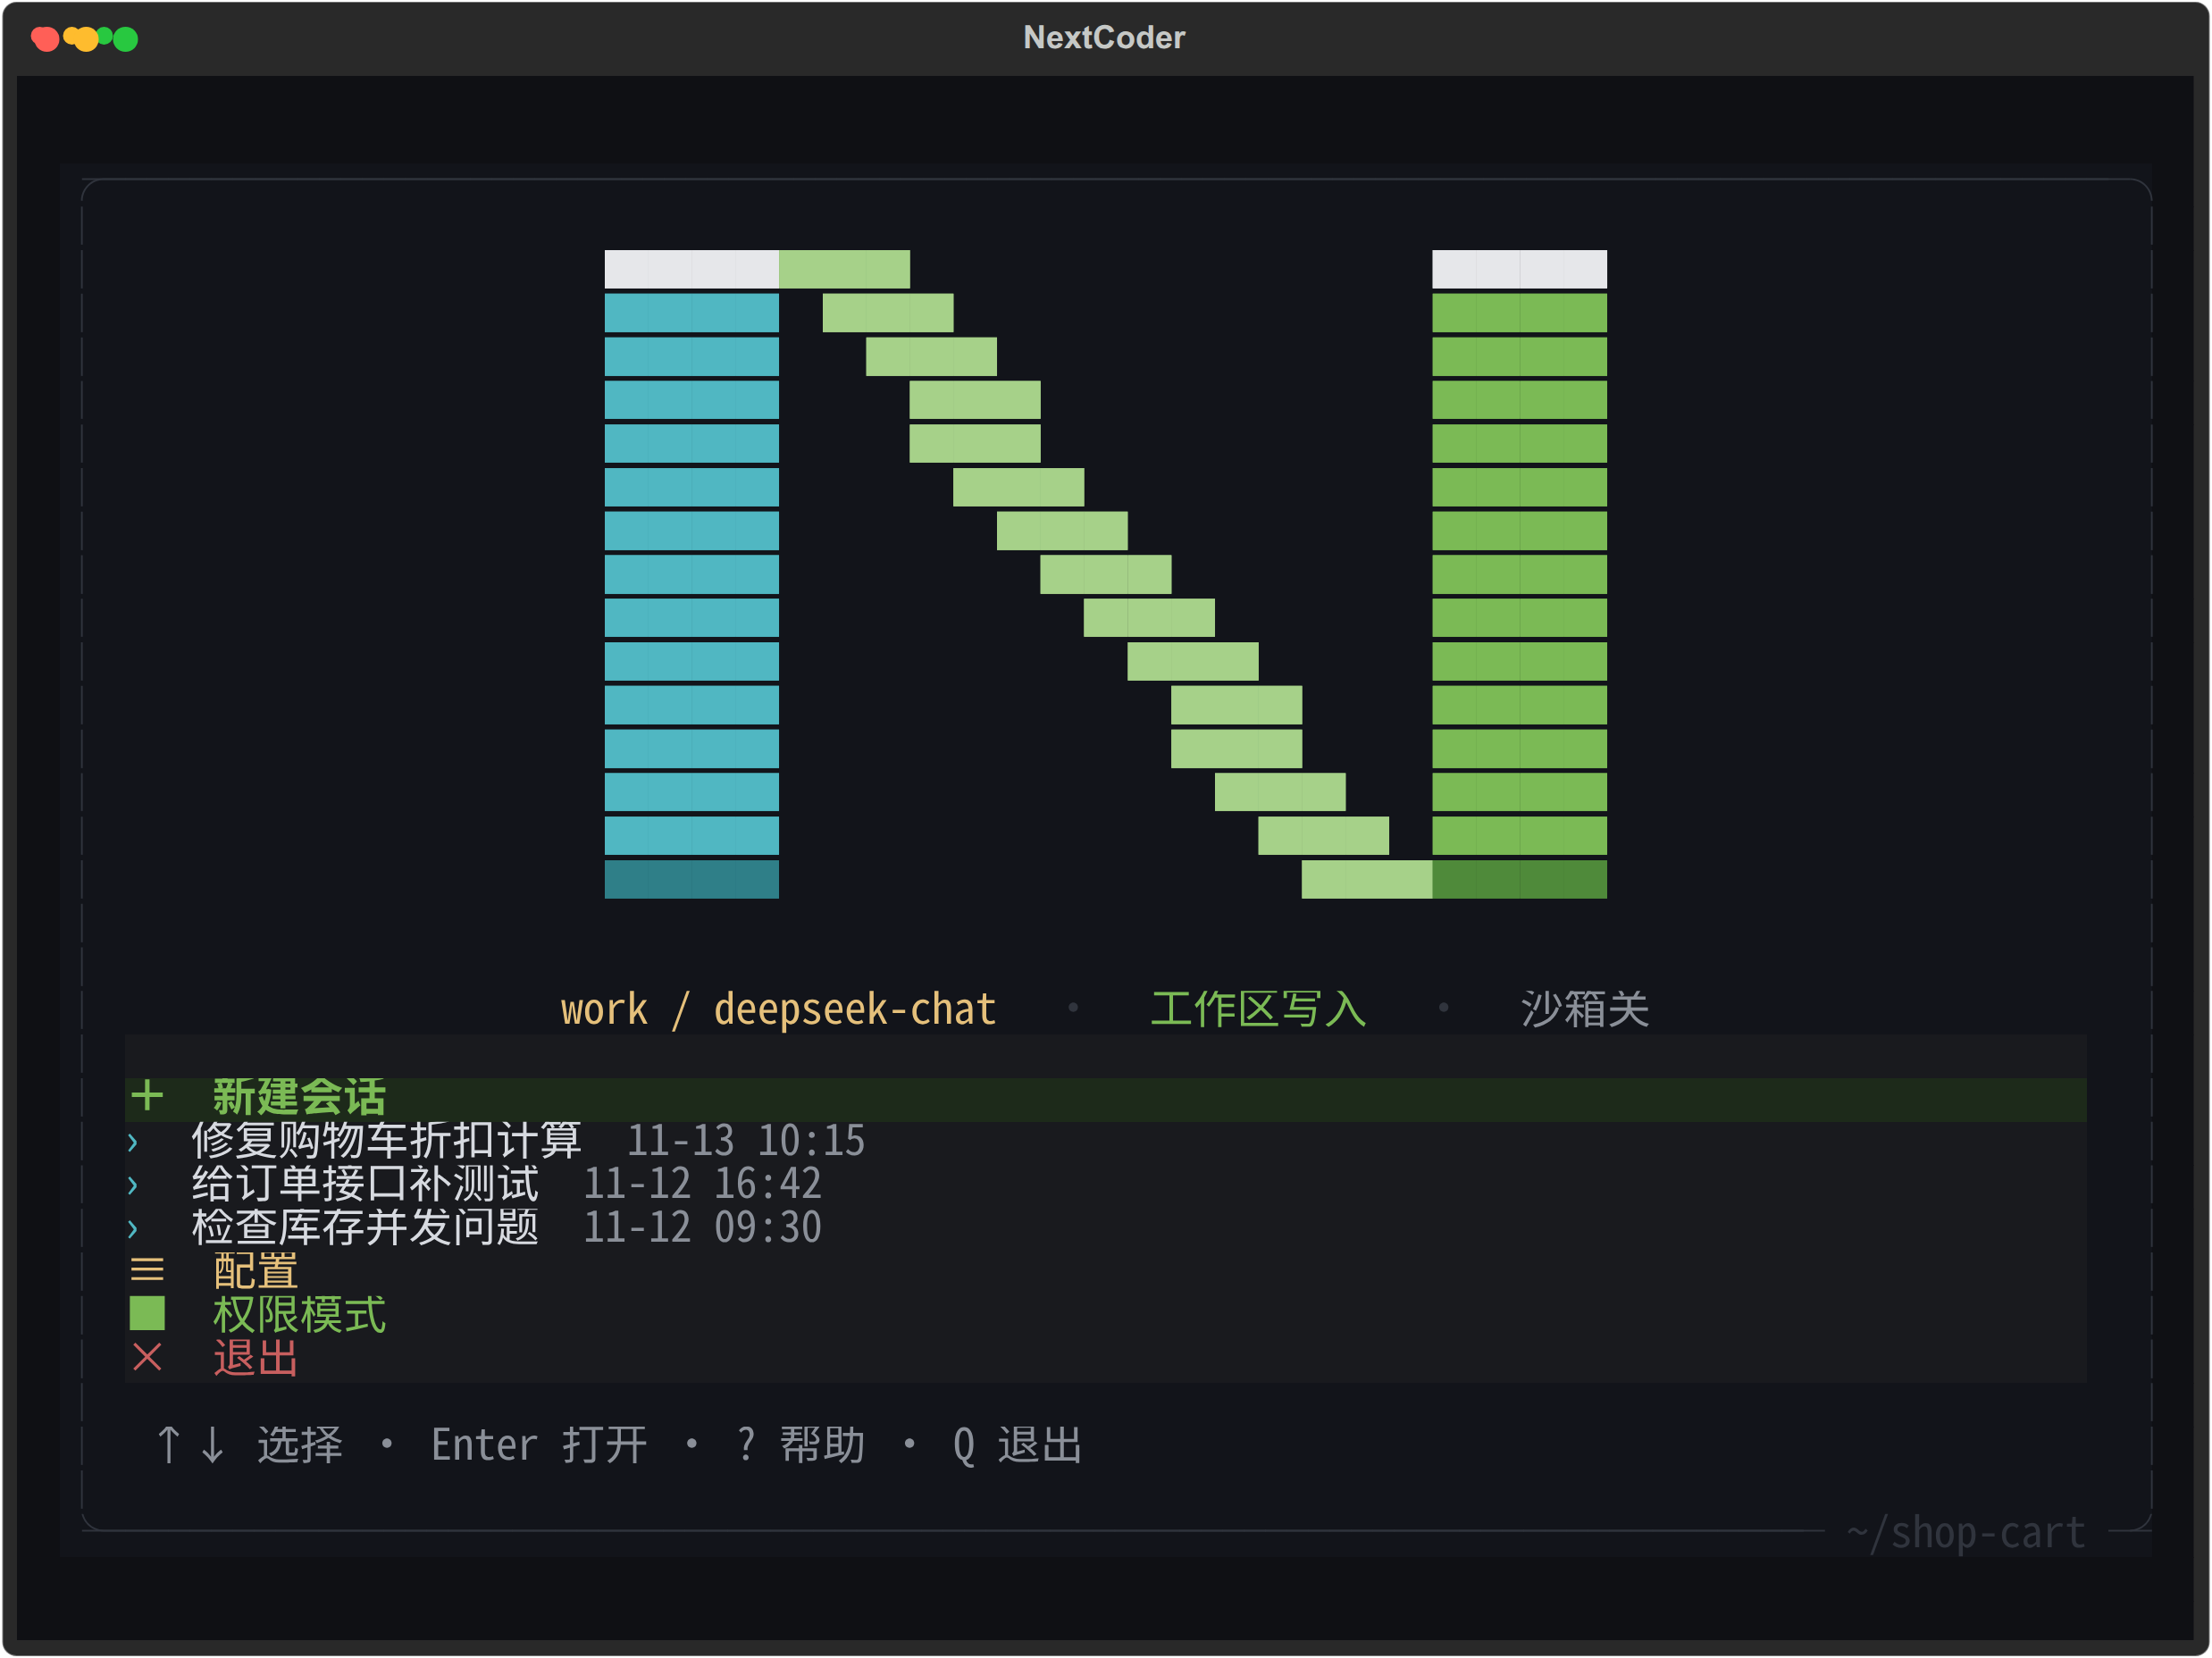 NextCoder
work / deepseek-chat · 工作区写入 · 沙箱关
+ 新建会话
› 修复购物车折扣计算 11-13 10:15
› 给订单接口补测试 11-12 16:42
› 检查库存并发问题 11-12 09:30
≡ 配置
■ 权限模式
× 退出
↑↓ 选择 • Enter 打开 • ? 帮助 • Q 退出
~/shop-cart